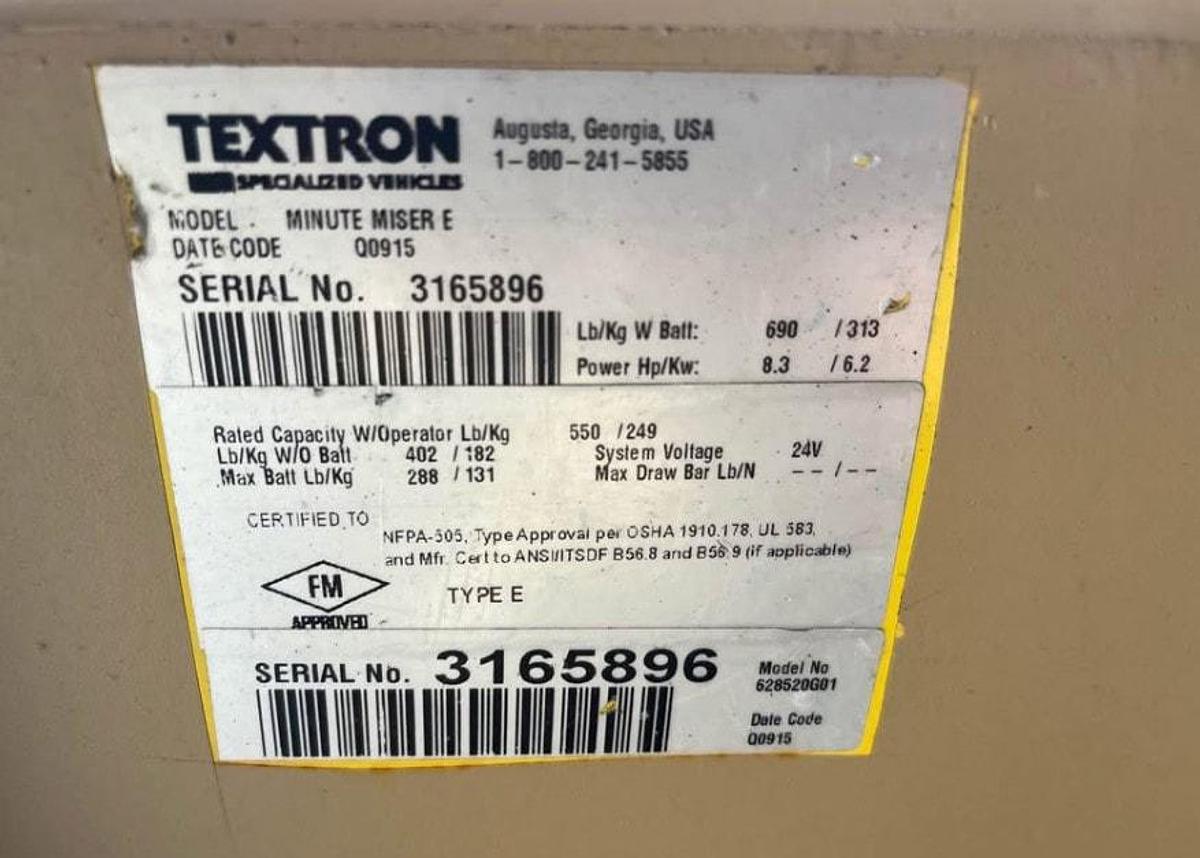 TEXTRON
SPECIALIZED VEHICLES
Augusta, Georgia, USA
1-800-241-5855
MODEL MINUTE MISER E
DATE CODE Q0915
SERIAL No. 3165896
Lb/Kg W Batt: 690 /313
Power Hp/Kw: 8.3 /6.2
Rated Capacity W/Operator Lb/Kg 550 /249
Lb/Kg W/O Batt 402 /182 System Voltage 24V
Max Batt Lb/Kg 288 /131 Max Draw Bar Lb/N --/--
CERTIFIED TO
NFPA-505, Type Approval per OSHA 1910.178, UL 583,
and Mfr. Cert to ANSI/ITSDF B56.8 and B56.9 (if applicable)
FM
APPROVED
TYPE E
SERIAL No. 3165896
Model No
628520G01
Date Code
Q0915